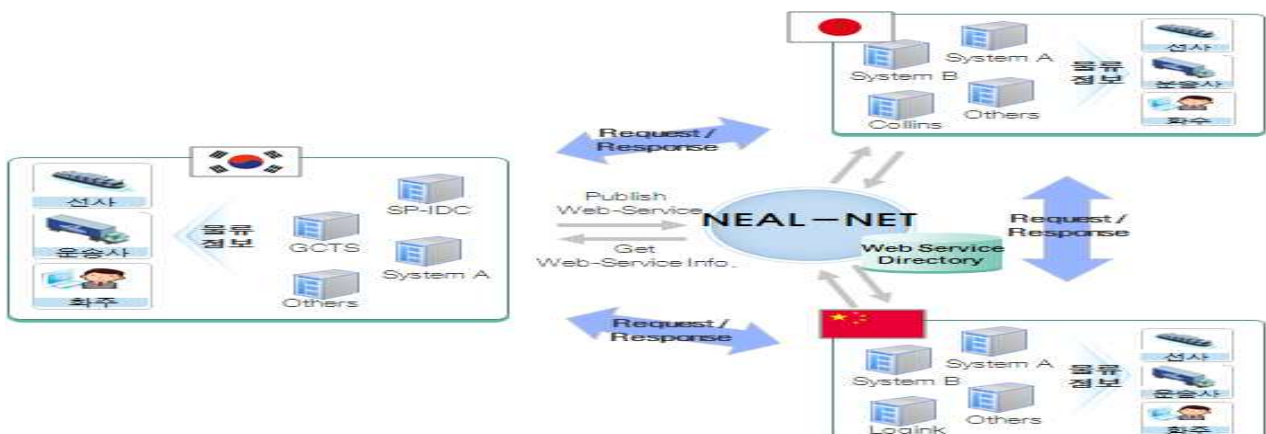 선사
운송사
화주
물류
정보
SP-IDC
GCTS
System A
Others
Request /
Response
Publish
Web-Service
Get
Web-Service Info.
Request /
Response
NEAL-NET
Web Service
Directory
Request /
Response
System A
System B
Collins
Others
물류
정보
선사
운송사
화주
System A
System B
Logink
Others
물류
정보
선사
운송사
화주